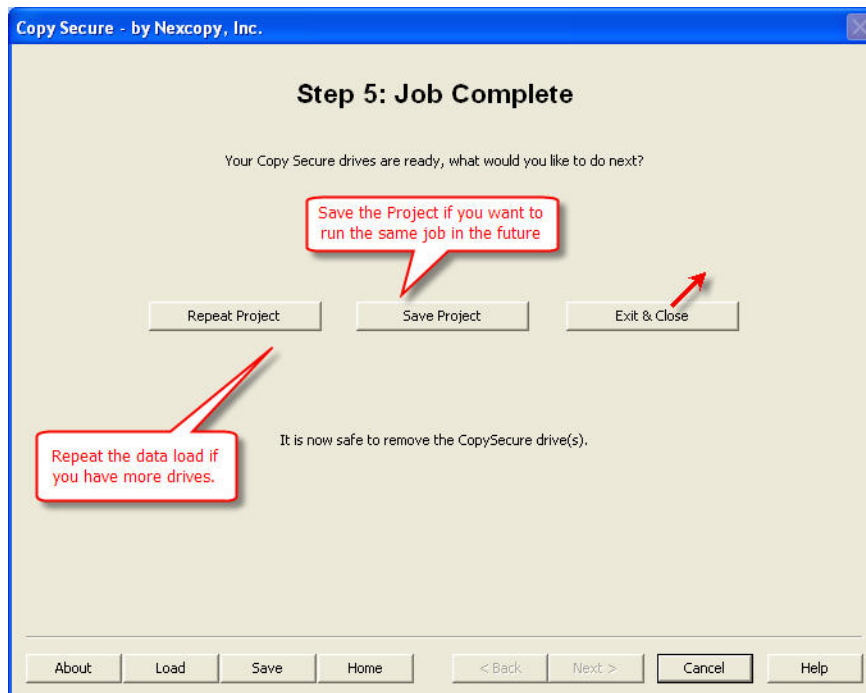 Copy Secure - by Nexcopy, Inc.
Step 5: Job Complete
Your Copy Secure drives are ready, what would you like to do next?
Save the Project if you want to
run the same job in the future
Repeat Project
Save Project
Exit & Close
Repeat the data load if
you have more drives.
It is now safe to remove the CopySecure drive(s).
About
Load
Save
Home
< Back
Next >
Cancel
Help